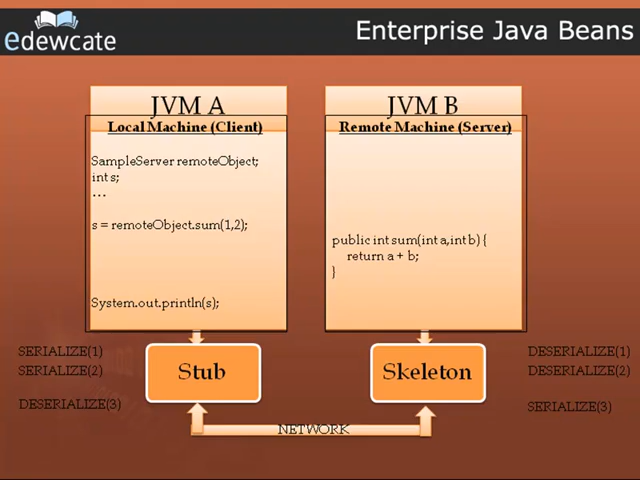 edewcate
Enterprise Java Beans
JVM A
Local Machine (Client)
SampleServer remoteObject;
int s;
…
s = remoteObject.sum(1,2);
System.out.println(s);
JVM B
Remote Machine (Server)
public int sum(int a,int b) {
return a + b;
}
SERIALIZE(1)
SERIALIZE(2)
DESERIALIZE(3)
Stub
Skeleton
DESERIALIZE(1)
DESERIALIZE(2)
SERIALIZE(3)
NETWORK